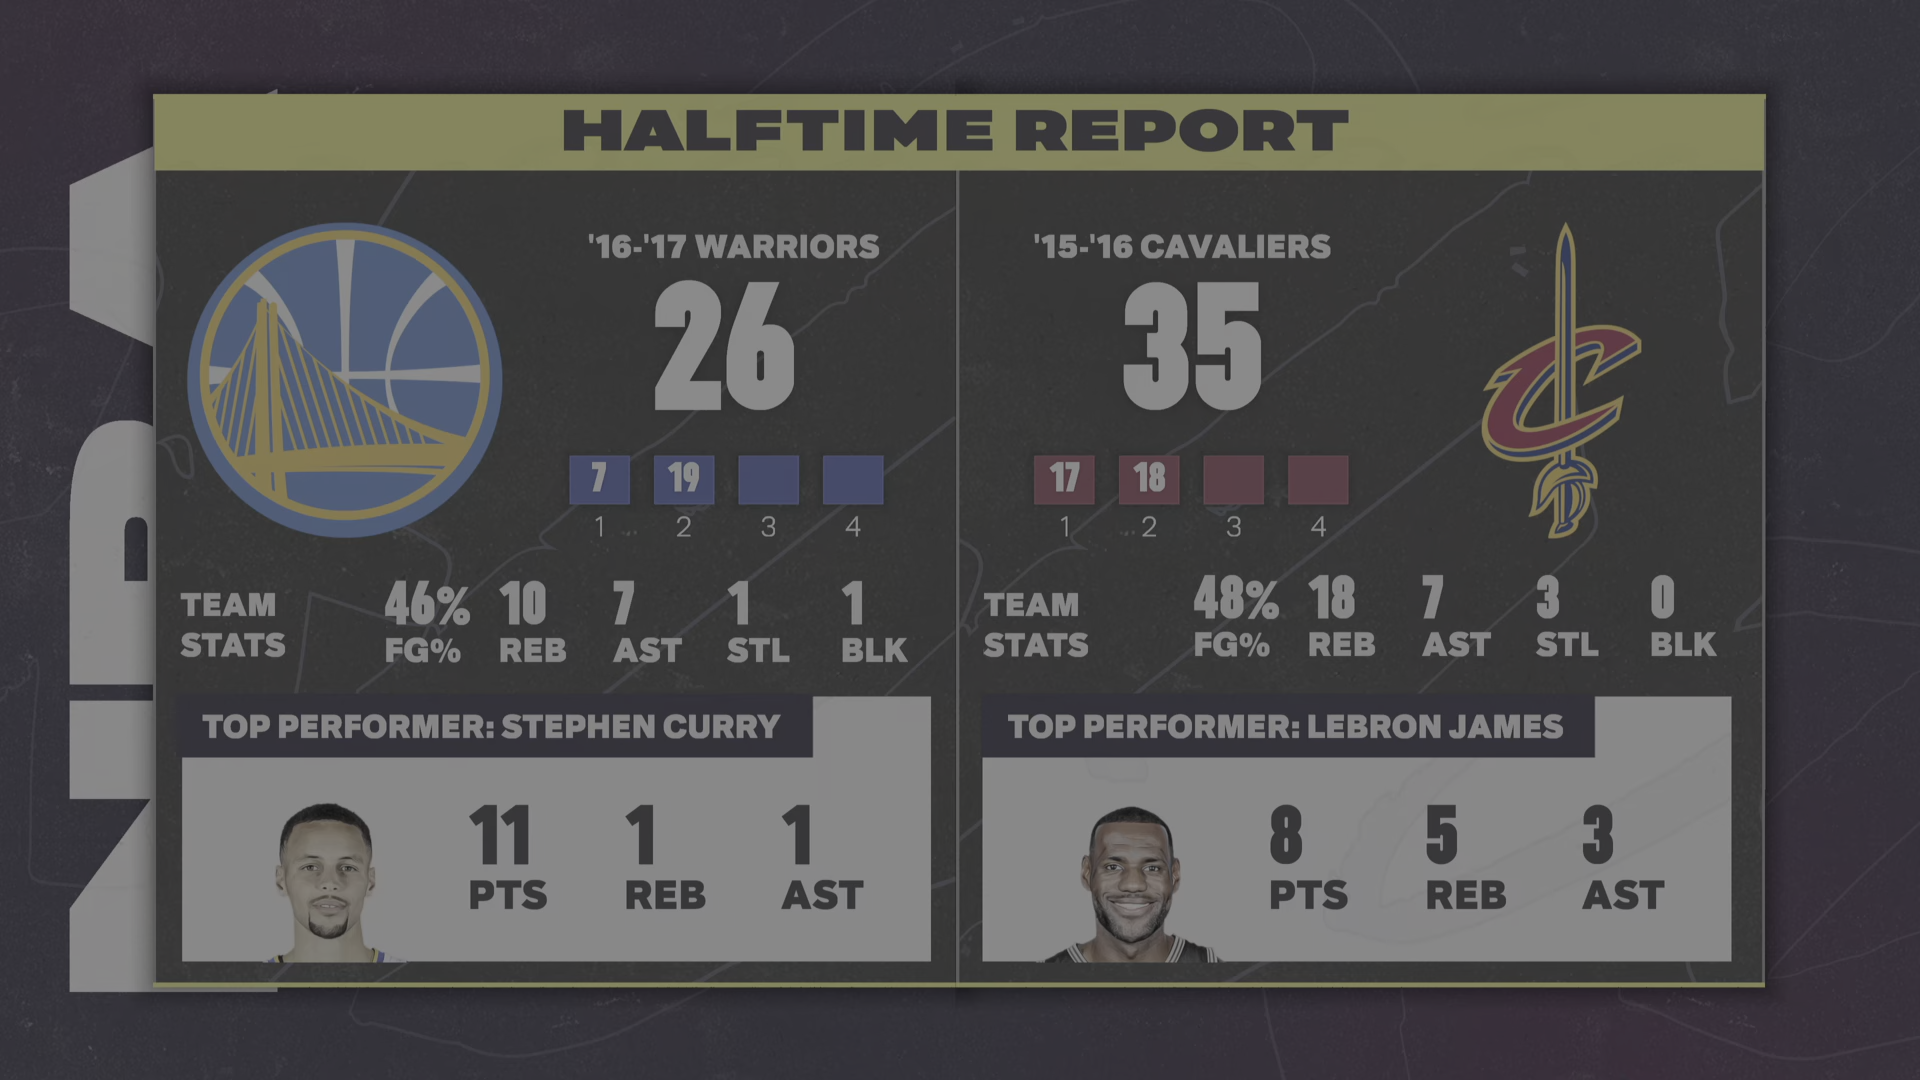 HALFTIME REPORT
'16-'17 WARRIORS
26
7 19
1 2 3 4
TEAM STATS
46% 10 7 1 1
FG% REB AST STL BLK
TOP PERFORMER: STEPHEN CURRY
11 1 1
PTS REB AST
'15-'16 CAVALIERS
35
17 18
1 2 3 4
TEAM STATS
48% 18 7 3 0
FG% REB AST STL BLK
TOP PERFORMER: LEBRON JAMES
8 5 3
PTS REB AST